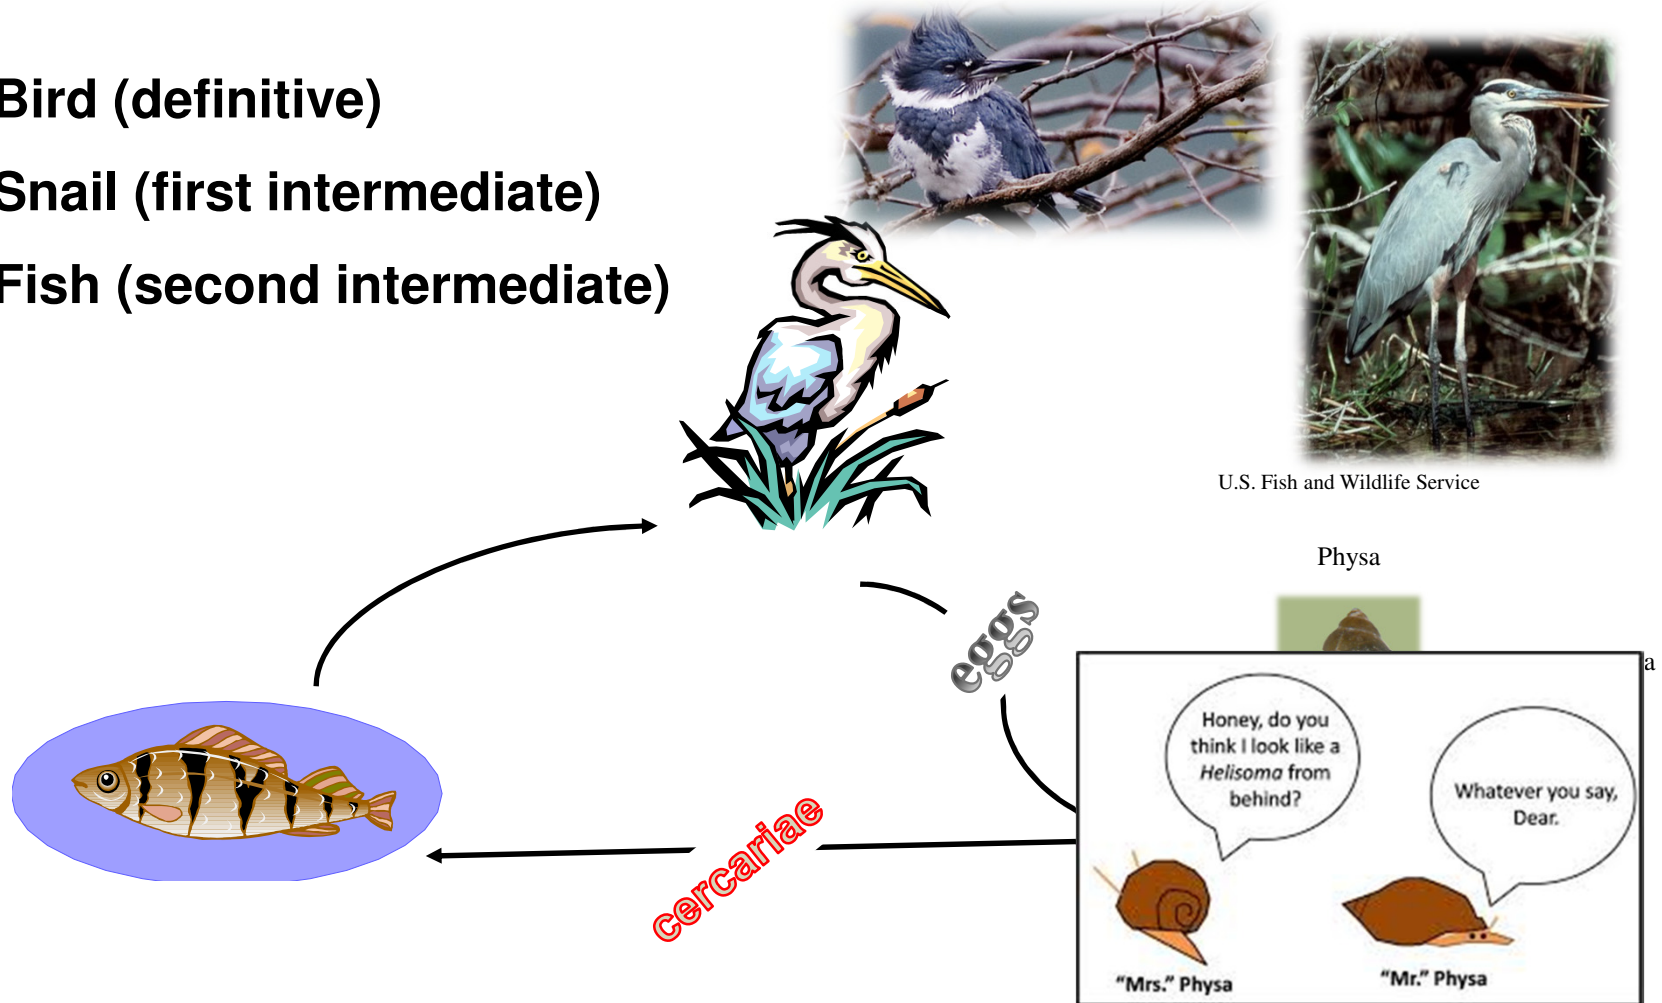 Bird (definitive)
Snail (first intermediate)
Fish (second intermediate)
U.S. Fish and Wildlife Service
Physa
eggs
a
Honey, do you
think I look like a
Helisoma from
behind?
Whatever you say,
Dear.
cercariae
"Mrs." Physa
"Mr." Physa